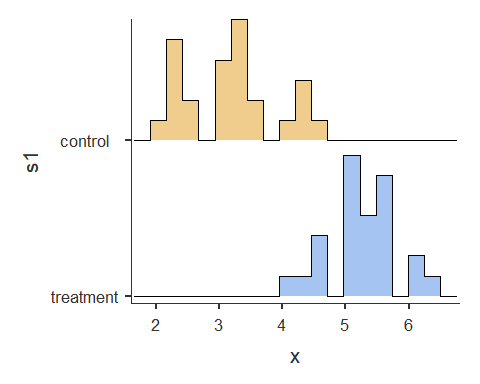 control
s1
treatment
2 3 4 5 6
x